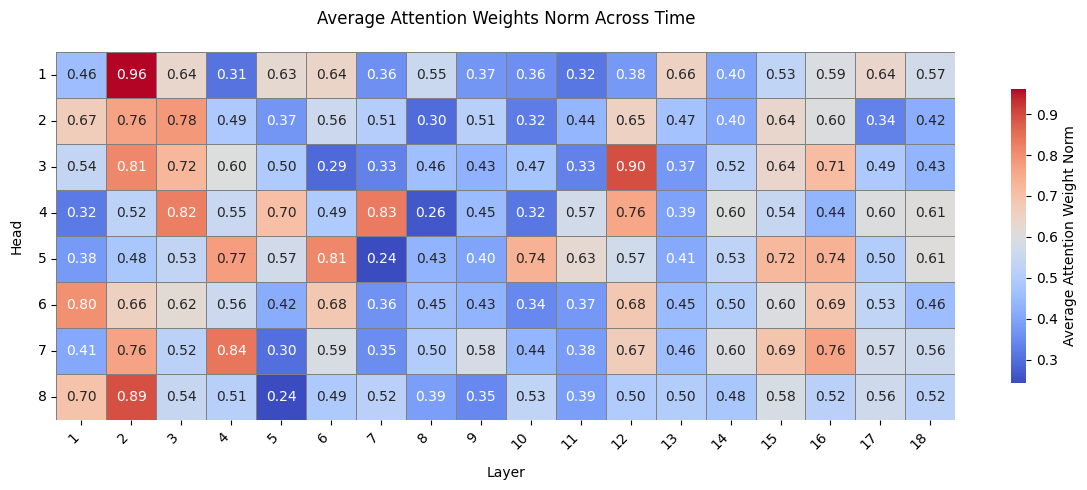 Average Attention Weights Norm Across Time
Head
1 0.46 0.96 0.64 0.31 0.63 0.64 0.36 0.55 0.37 0.36 0.32 0.38 0.66 0.40 0.53 0.59 0.64 0.57
2 0.67 0.76 0.78 0.49 0.37 0.56 0.51 0.30 0.51 0.32 0.44 0.65 0.47 0.40 0.64 0.60 0.34 0.42
3 0.54 0.81 0.72 0.60 0.50 0.29 0.33 0.46 0.43 0.47 0.33 0.90 0.37 0.52 0.64 0.71 0.49 0.43
4 0.32 0.52 0.82 0.55 0.70 0.49 0.83 0.26 0.45 0.32 0.57 0.76 0.39 0.60 0.54 0.44 0.60 0.61
5 0.38 0.48 0.53 0.77 0.57 0.81 0.24 0.43 0.40 0.74 0.63 0.57 0.41 0.53 0.72 0.74 0.50 0.61
6 0.80 0.66 0.62 0.56 0.42 0.68 0.36 0.45 0.43 0.34 0.37 0.68 0.45 0.50 0.60 0.69 0.53 0.46
7 0.41 0.76 0.52 0.84 0.30 0.59 0.35 0.50 0.58 0.44 0.38 0.67 0.46 0.60 0.69 0.76 0.57 0.56
8 0.70 0.89 0.54 0.51 0.24 0.49 0.52 0.39 0.35 0.53 0.39 0.50 0.50 0.48 0.58 0.52 0.56 0.52
1 2 3 4 5 6 7 8 9 10 11 12 13 14 15 16 17 18
Layer
0.9
0.8
0.7
0.6
0.5
0.4
0.3
Average Attention Weight Norm